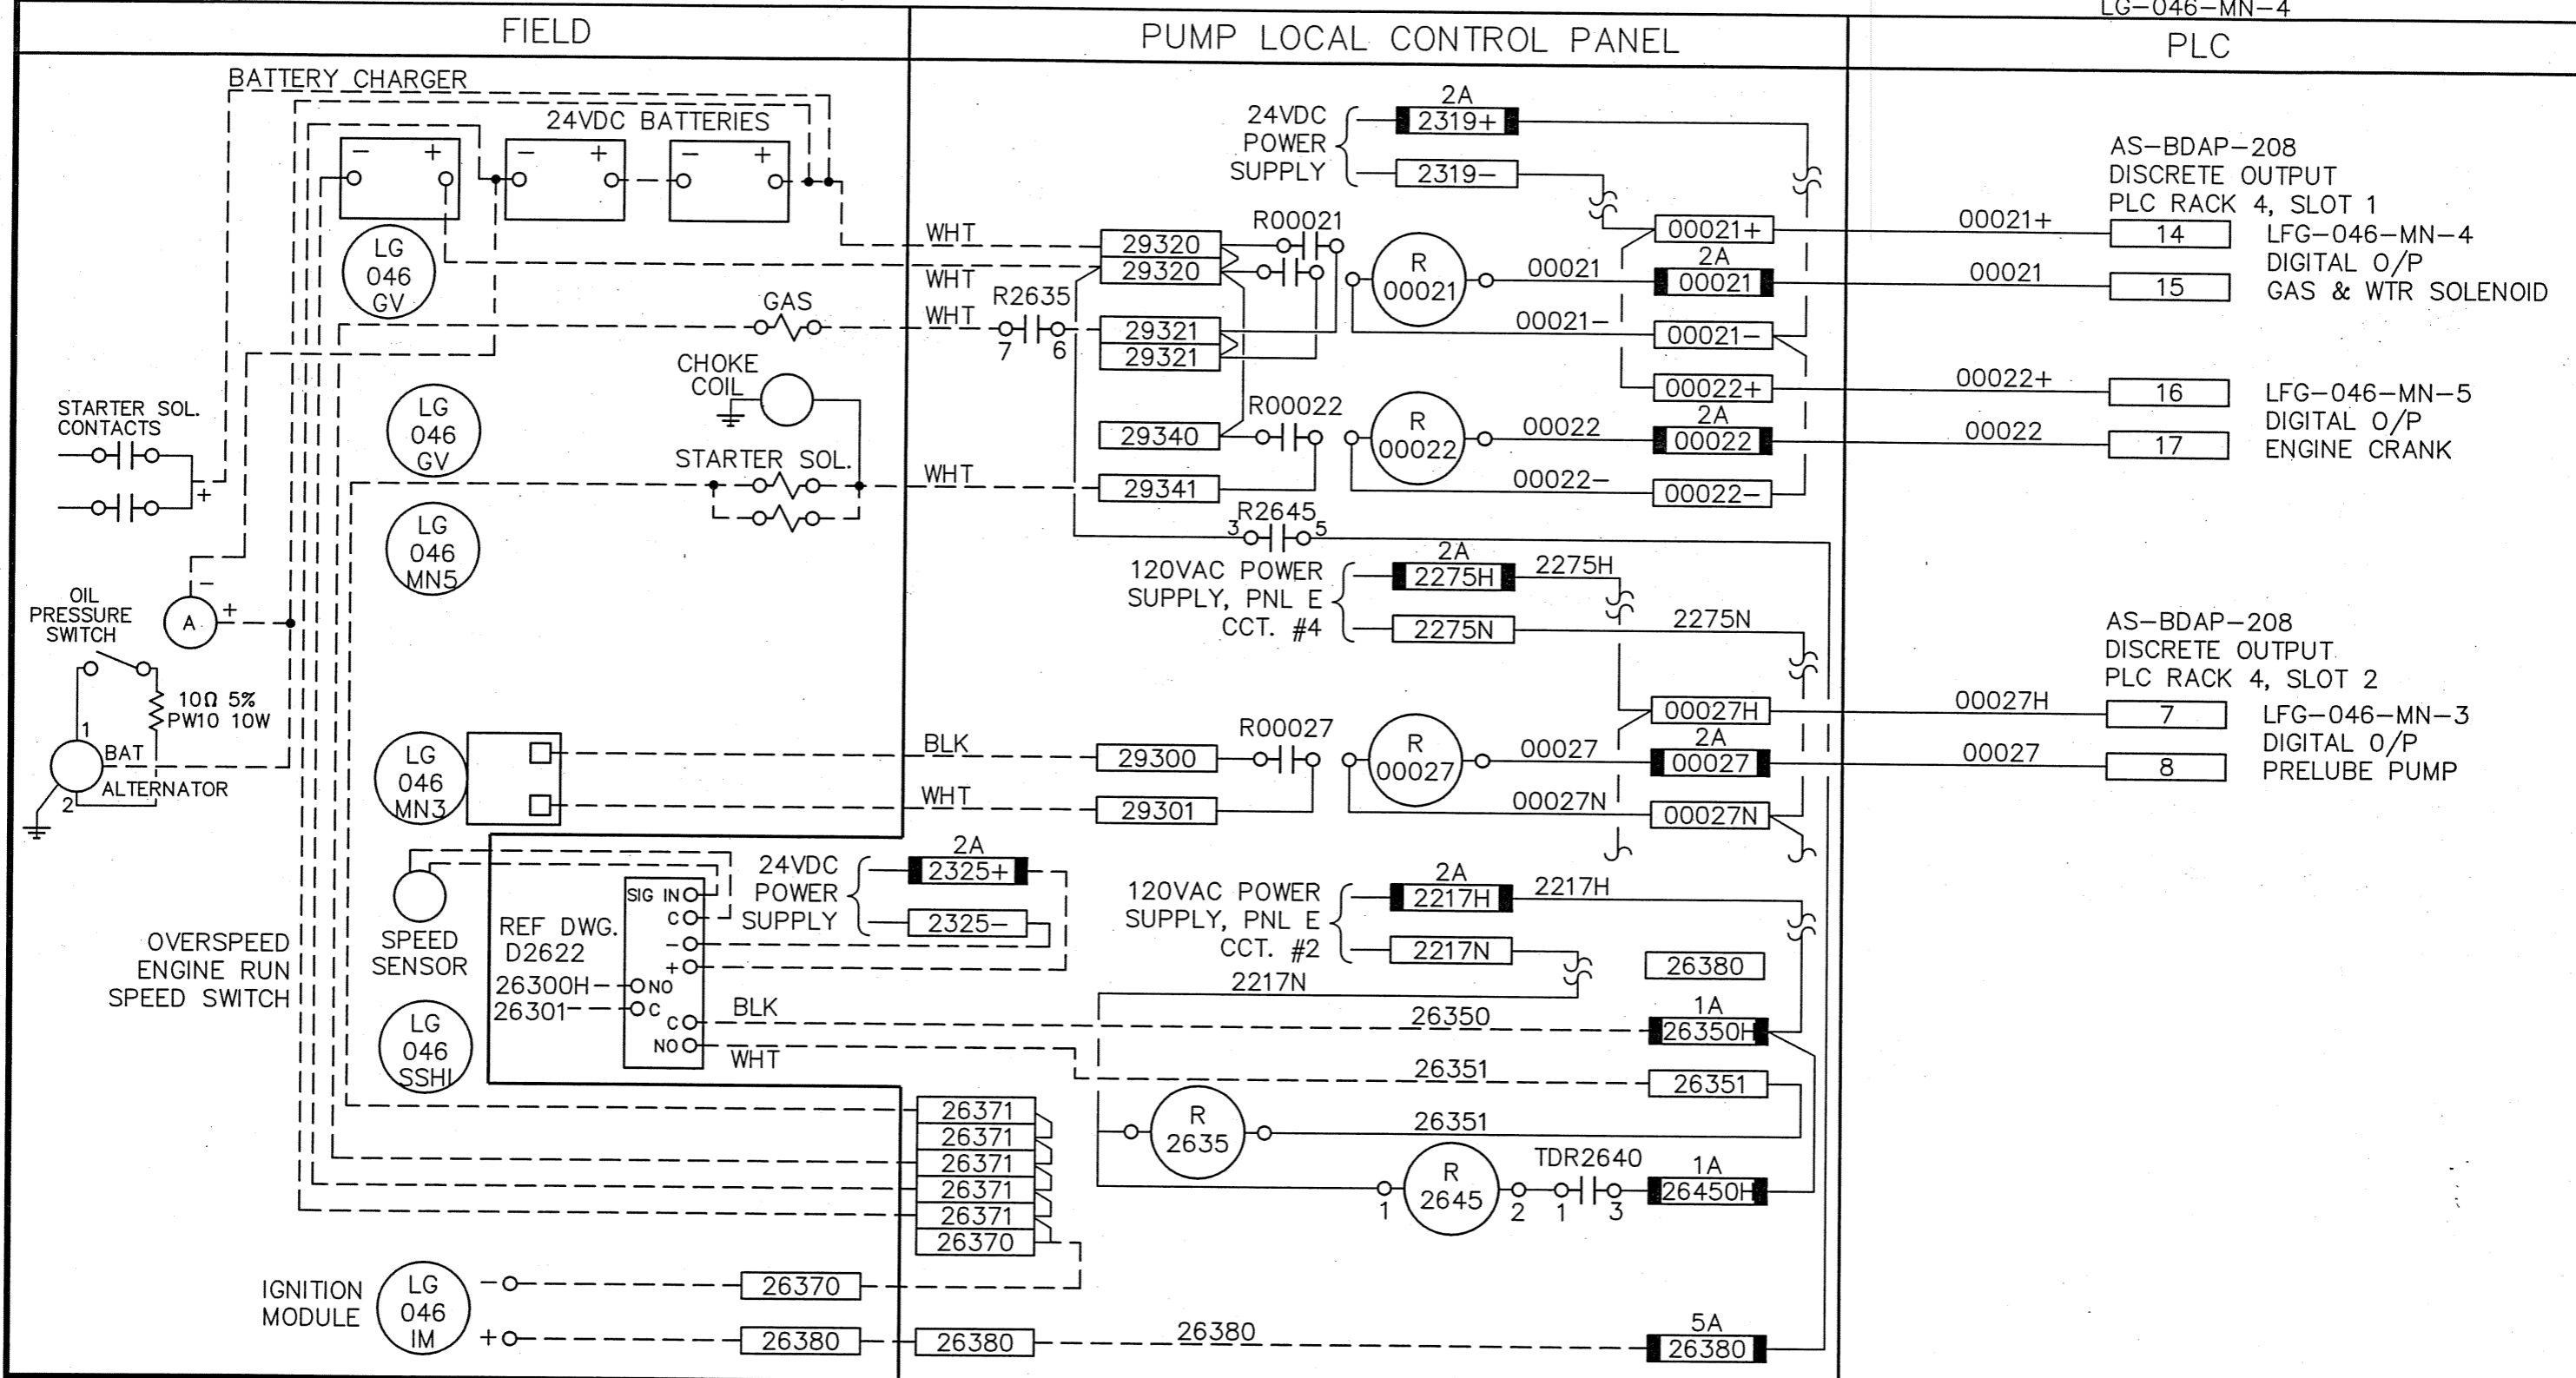 LG-046-MN-4
FIELD
PUMP LOCAL CONTROL PANEL
PLC
BATTERY CHARGER
24VDC BATTERIES
- +
- +
- +
LG
046
GV
LG
046
GV
LG
046
MN5
STARTER SOL.
CONTACTS
+
GAS
CHOKE
COIL
STARTER SOL.
-
A
+
OIL
PRESSURE
SWITCH
10Ω 5%
PW10 10W
1
BAT
ALTERNATOR
2
LG
046
MN3
SPEED
SENSOR
OVERSPEED
ENGINE RUN
SPEED SWITCH
LG
046
SSHI
IGNITION
MODULE
LG
046
IM
-
+
26370
26380
WHT
WHT
WHT
WHT
BLK
WHT
R2635
7 6
29320
29320
29321
29321
29340
29341
R00021
R00022
R2645
3 5
24VDC
POWER
SUPPLY
2A
2319+
2319-
R
00021
00021
00021-
00021+
2A
00021
00021-
R
00022
00022
00022-
00022+
2A
00022
00022-
120VAC POWER
SUPPLY, PNL E
CCT. #4
2A
2275H
2275H
2275N
2275N
29300
29301
R00027
R
00027
00027
00027N
00027H
2A
00027
00027N
REF DWG.
D2622
26300H
26301
SIG IN
C
-
+
NO
C
C
NO
BLK
WHT
24VDC
POWER
SUPPLY
2A
2325+
2325-
120VAC POWER
SUPPLY, PNL E
CCT. #2
2A
2217H
2217H
2217N
2217N
26380
26350
1A
26350H
26351
26351
26351
R
2635
R
2645
1
2
TDR2640
1
3
1A
26450H
26371
26371
26371
26371
26371
26370
26380
26380
5A
26380
AS-BDAP-208
DISCRETE OUTPUT
PLC RACK 4, SLOT 1
00021+
14
LFG-046-MN-4
DIGITAL O/P
GAS & WTR SOLENOID
00021
15
00022+
16
LFG-046-MN-5
DIGITAL O/P
ENGINE CRANK
00022
17
AS-BDAP-208
DISCRETE OUTPUT
PLC RACK 4, SLOT 2
00027H
7
LFG-046-MN-3
DIGITAL O/P
PRELUBE PUMP
00027
8